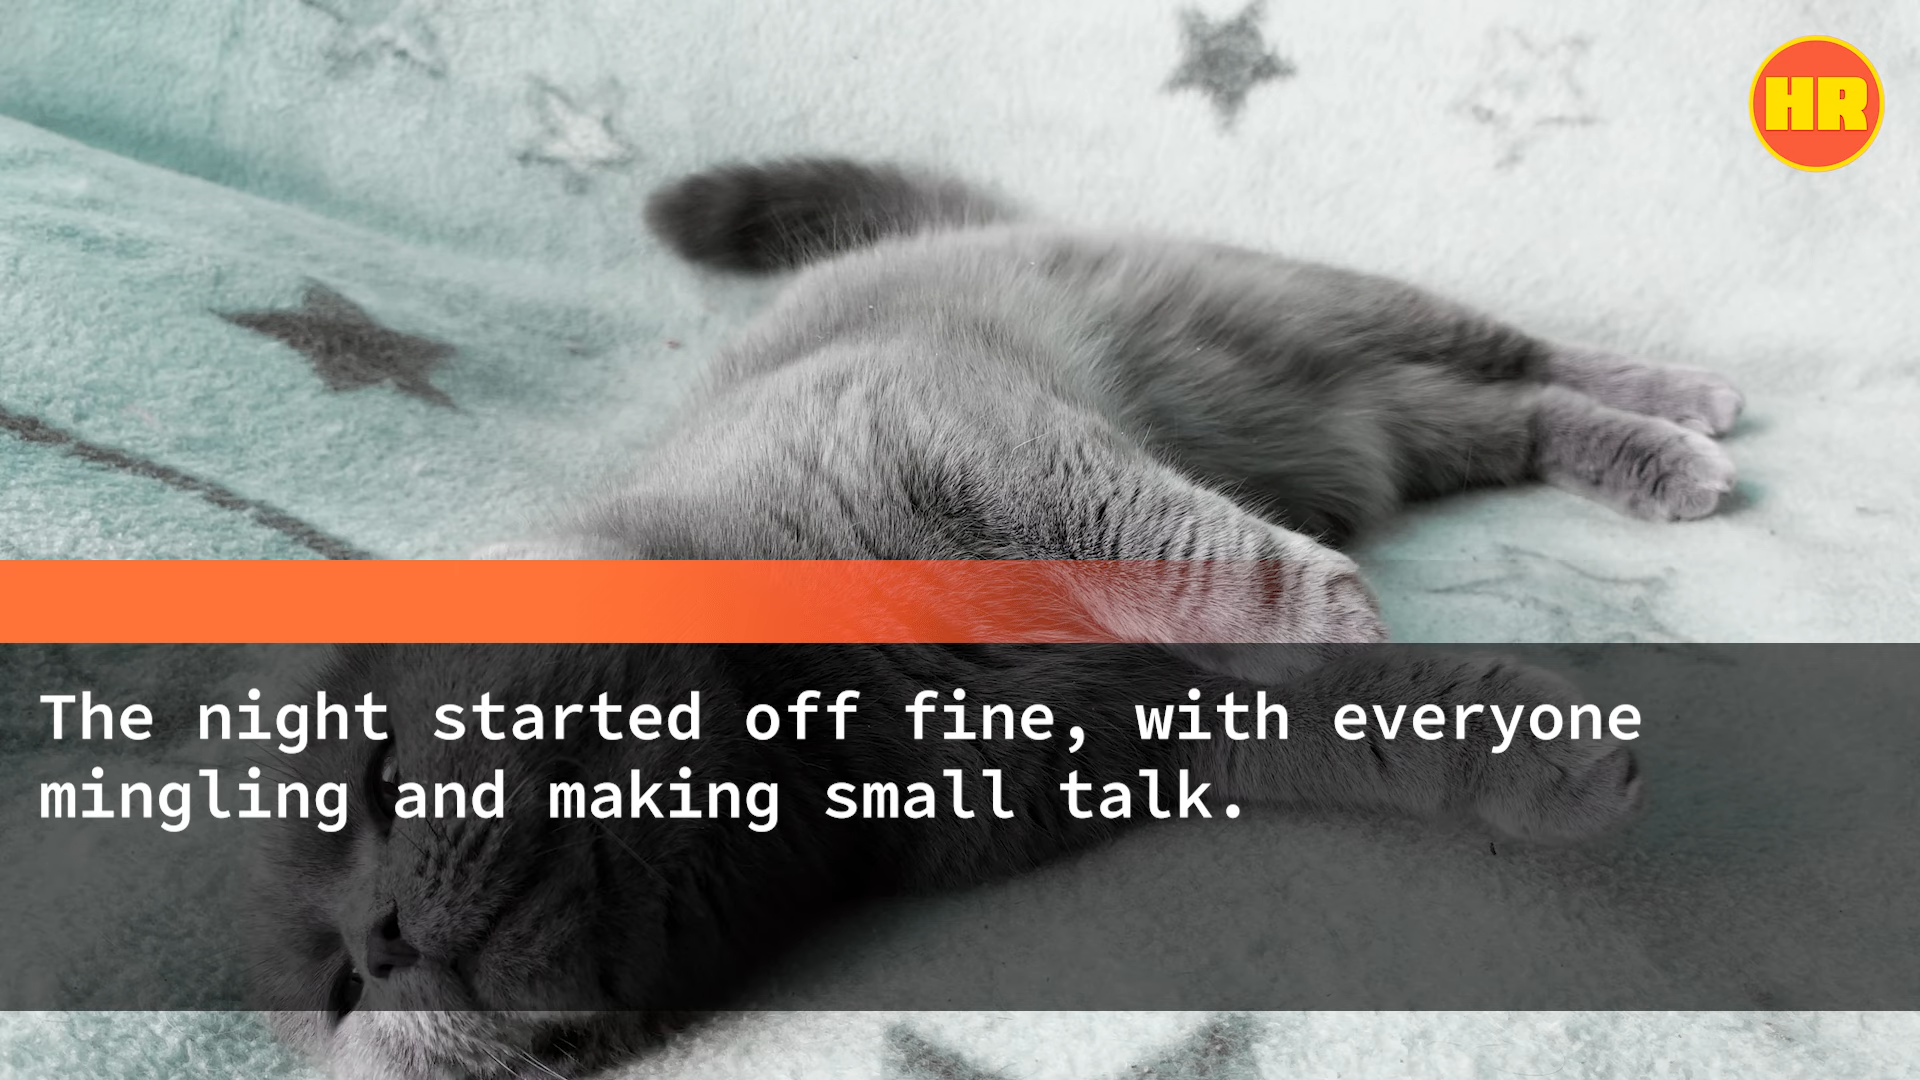 HR
The night started off fine, with everyone
mingling and making small talk.